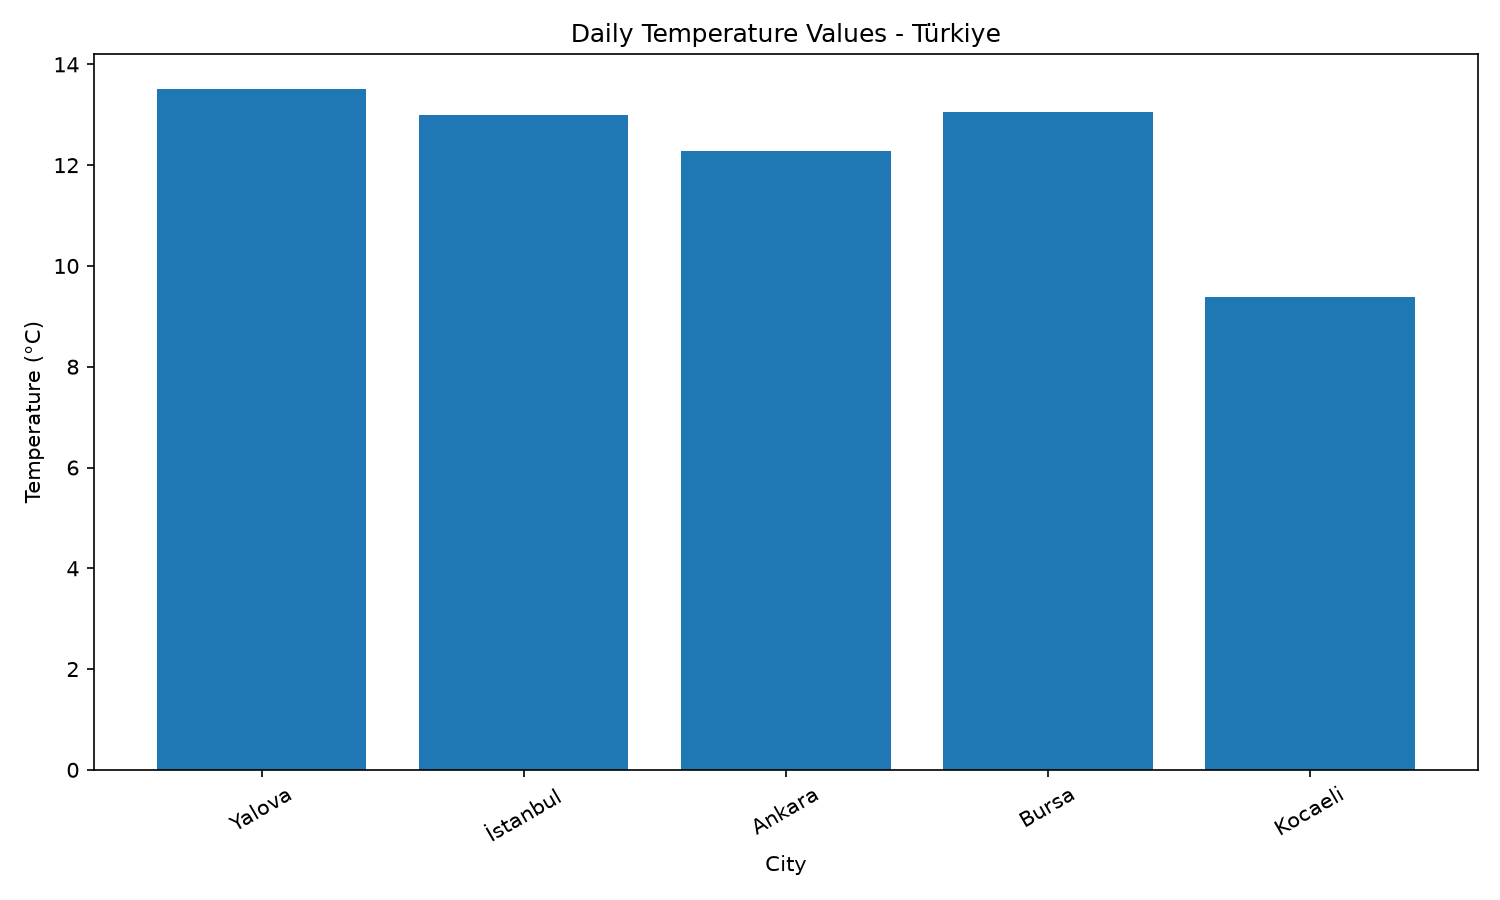 Daily Temperature Values - Türkiye
14
12
10
8
6
4
2
0
Temperature (°C)
Yalova
İstanbul
Ankara
Bursa
Kocaeli
City